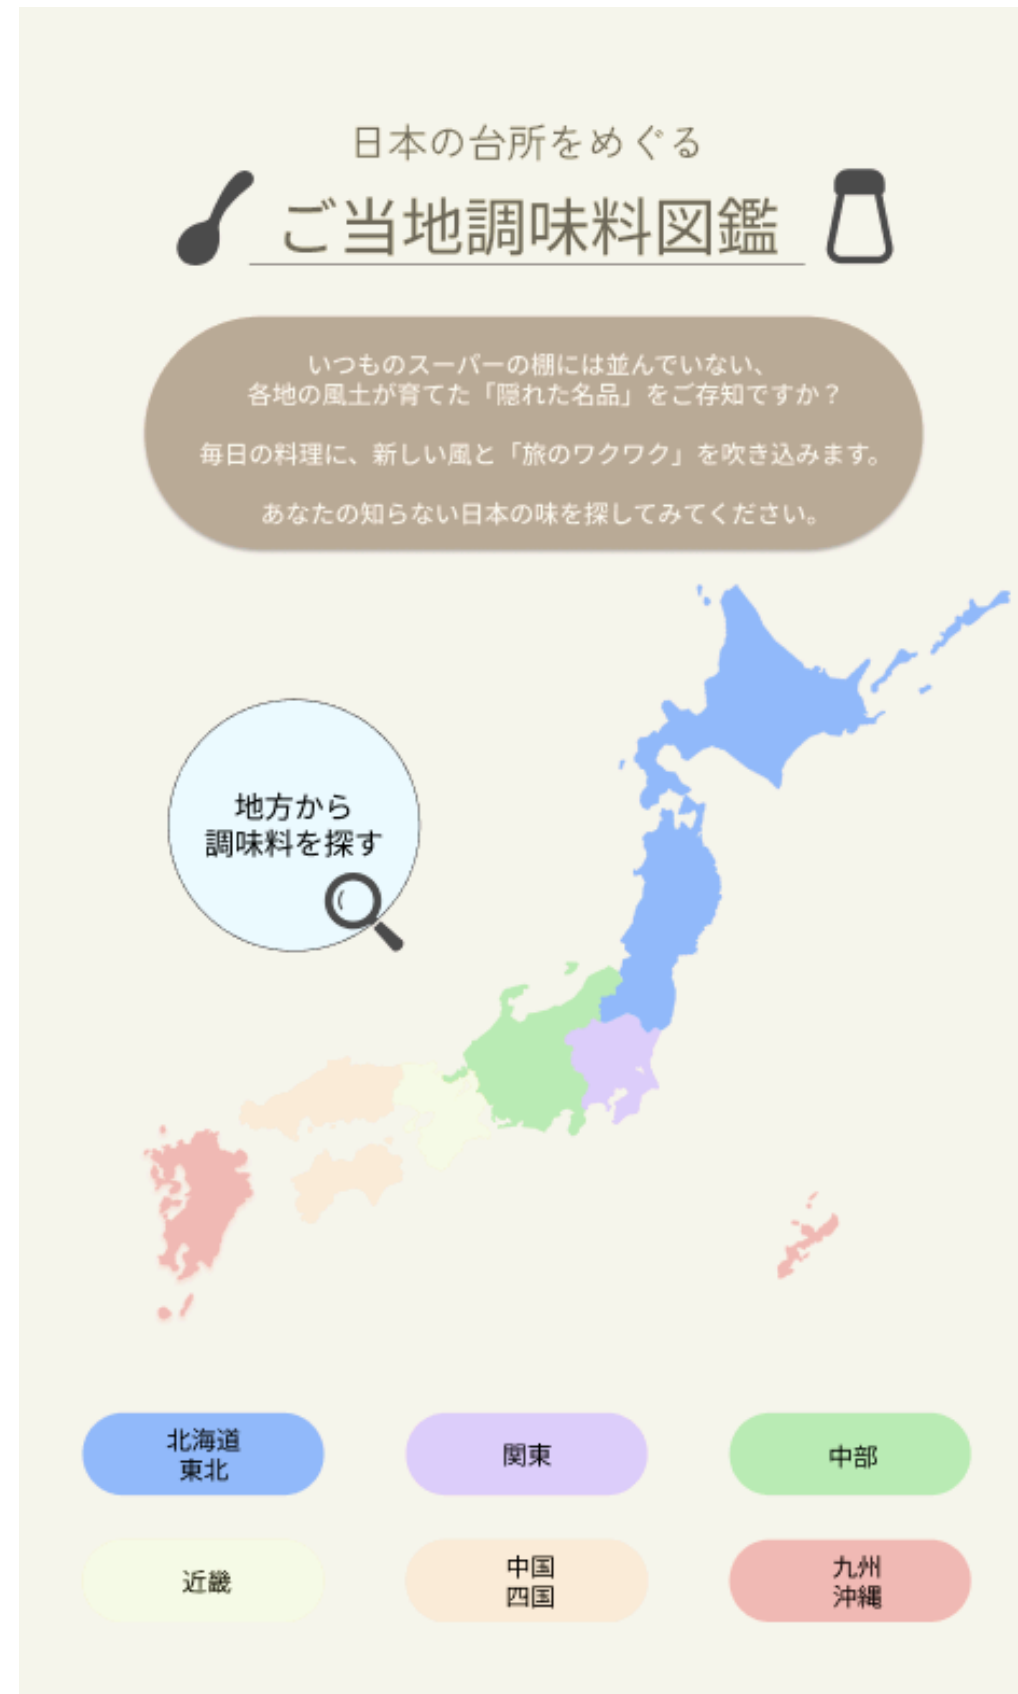 日本の台所をめぐる
ご当地調味料図鑑
いつものスーパーの棚には並んでいない、
各地の風土が育てた「隠れた名品」をご存知ですか？
毎日の料理に、新しい風と「旅のワクワク」を吹き込みます。
あなたの知らない日本の味を探してみてください。
地方から
調味料を探す
北海道
東北
関東
中部
近畿
中国
四国
九州
沖縄